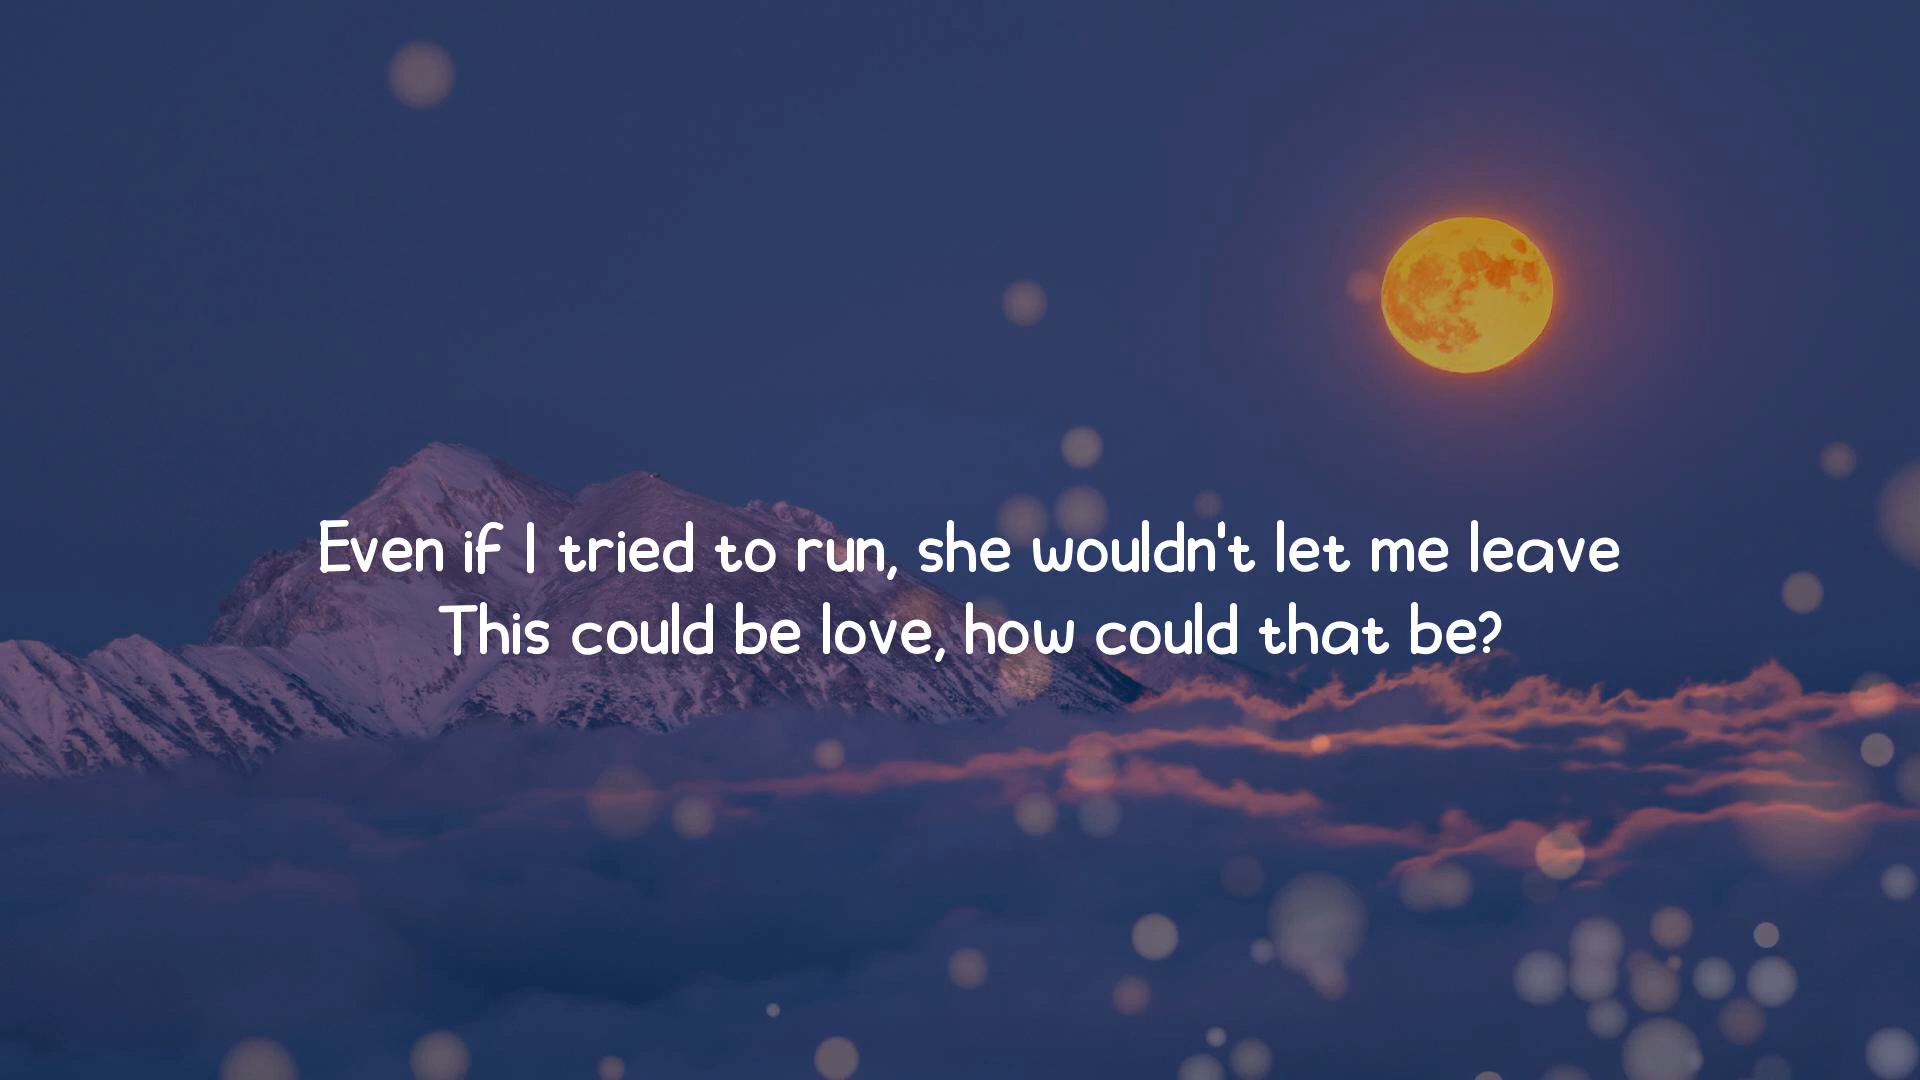 Even if I tried to run, she wouldn't let me leave
This could be love, how could that be?